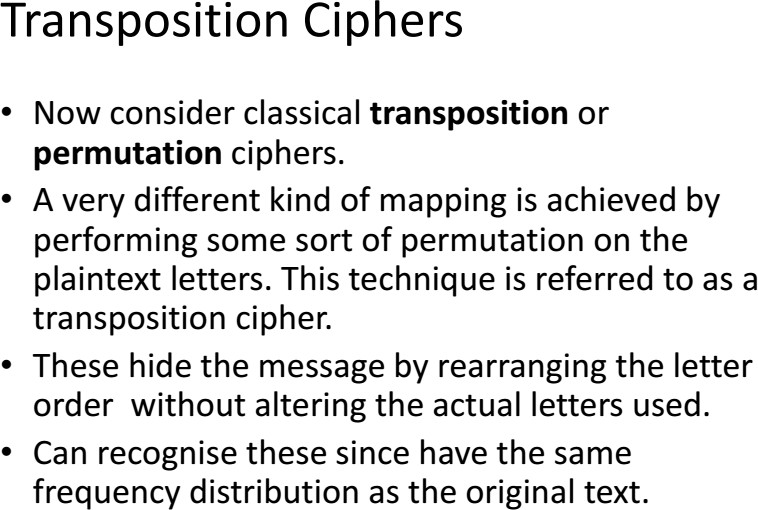 Transposition Ciphers
• Now consider classical transposition or
permutation ciphers.
• A very different kind of mapping is achieved by
performing some sort of permutation on the
plaintext letters. This technique is referred to as a
transposition cipher.
• These hide the message by rearranging the letter
order  without altering the actual letters used.
• Can recognise these since have the same
frequency distribution as the original text.